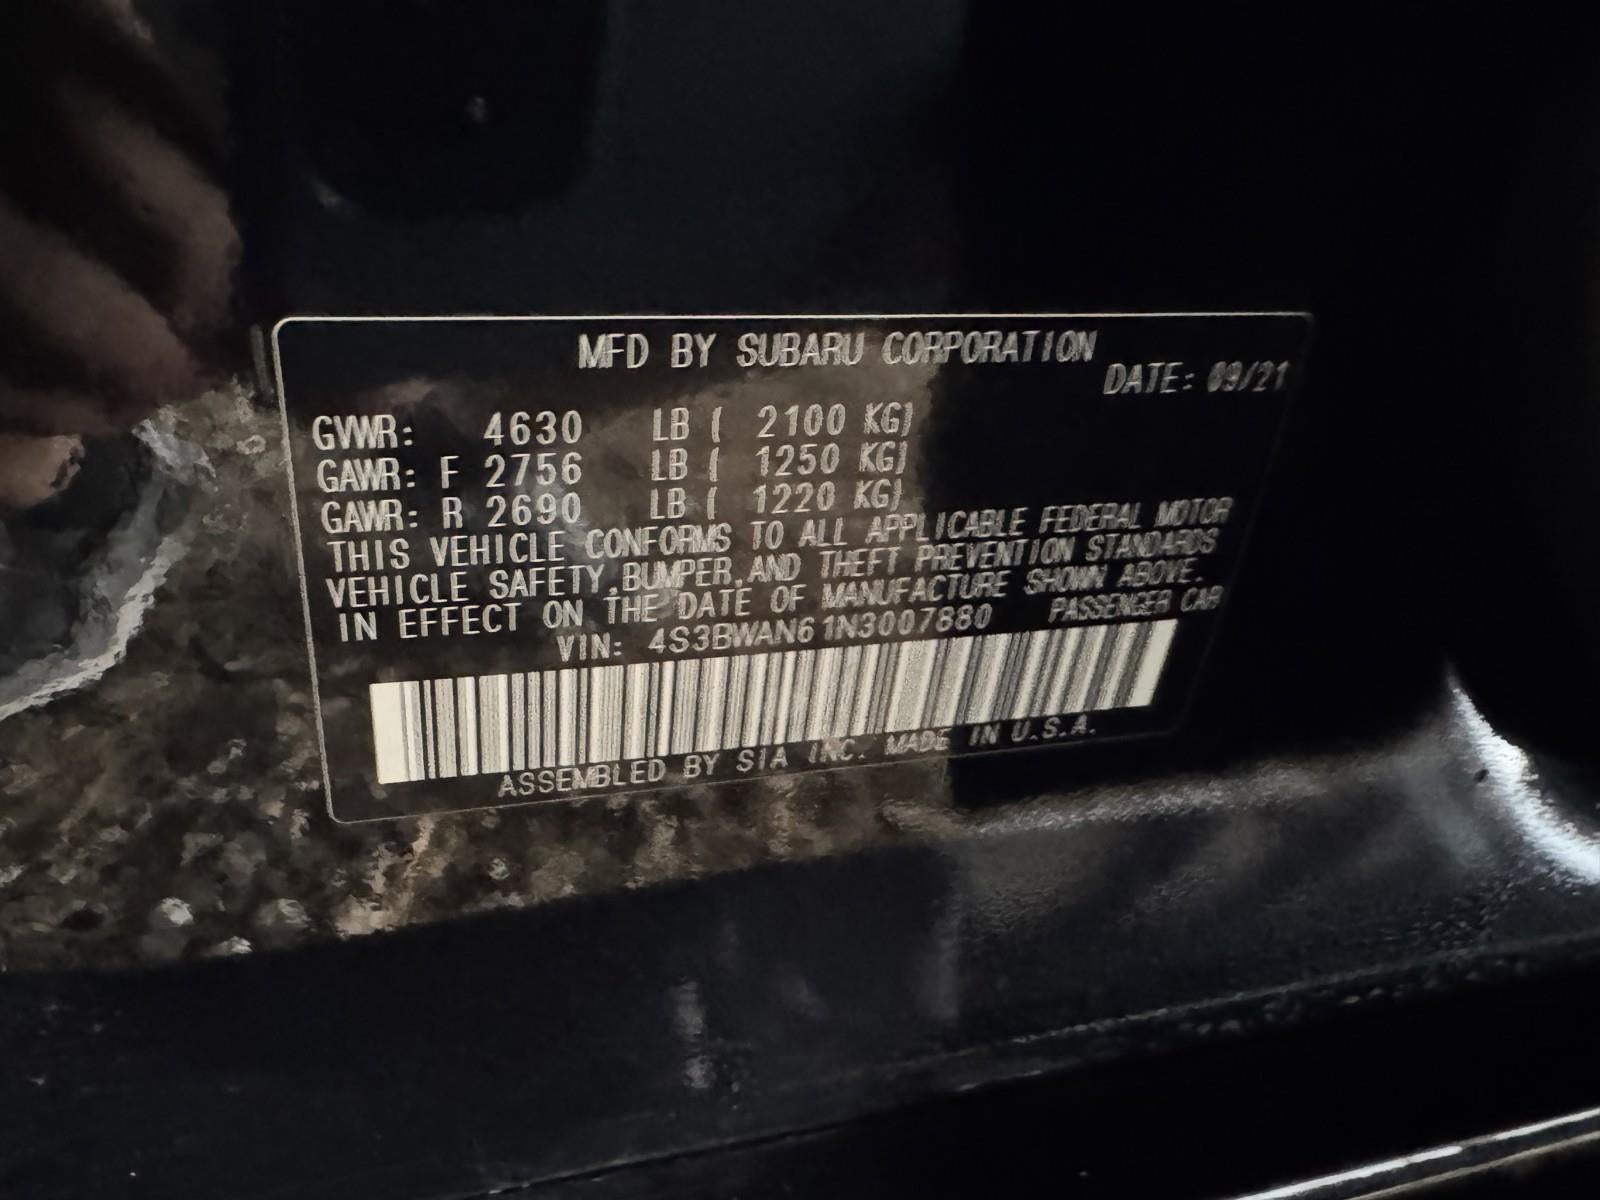 MFD BY SUBARU CORPORATION
DATE: 09/21
GVWR: 4630 LB ( 2100 KG)
GAWR: F 2756 LB ( 1250 KG)
GAWR: R 2690 LB ( 1220 KG)
THIS VEHICLE CONFORMS TO ALL APPLICABLE FEDERAL MOTOR
VEHICLE SAFETY,BUMPER,AND THEFT PREVENTION STANDARDS
IN EFFECT ON THE DATE OF MANUFACTURE SHOWN ABOVE.
VIN: 4S3BWAN61N3007880 PASSENGER CAR
ASSEMBLED BY SIA INC. MADE IN U.S.A.